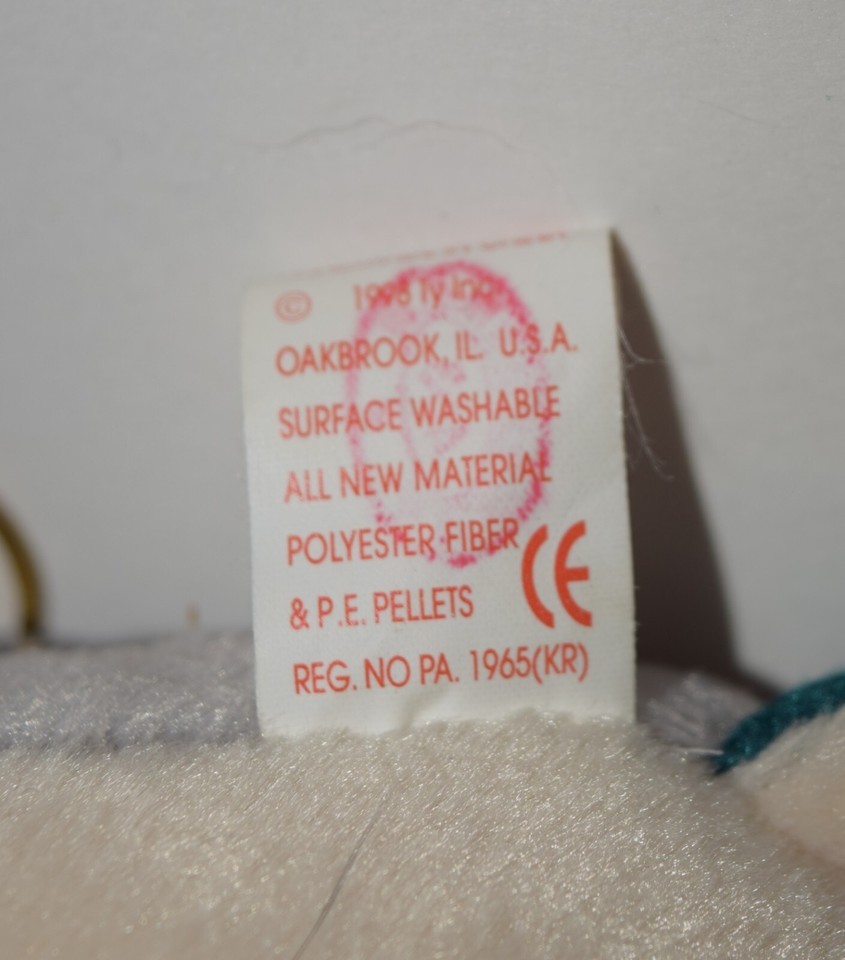 © 1998 Ty Inc.
OAKBROOK, IL. U.S.A.
SURFACE WASHABLE
ALL NEW MATERIAL
POLYESTER FIBER
& P.E. PELLETS CE
REG. NO PA. 1965(KR)